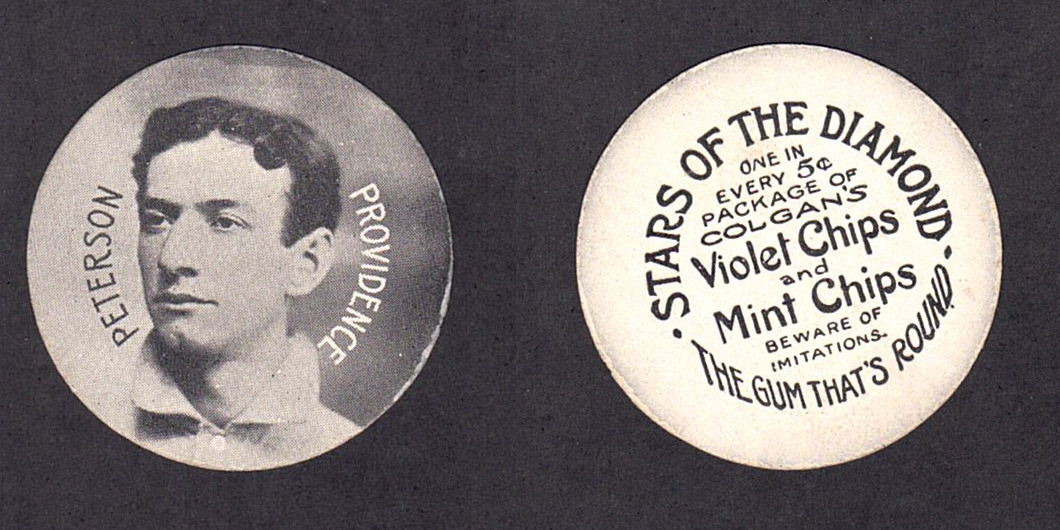 PETERSON
PROVIDENCE
· STARS OF THE DIAMOND ·
ONE IN
EVERY 5¢
PACKAGE OF
COLGAN'S
Violet Chips
and
Mint Chips
BEWARE OF
IMITATIONS.
THE GUM THAT'S ROUND.